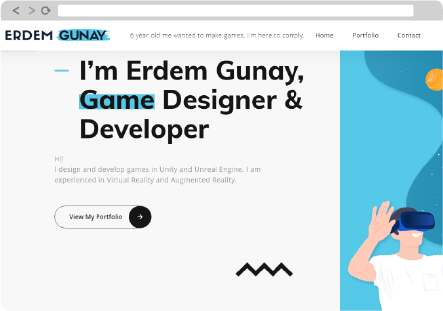 ERDEM GUNAY
6 year old me wanted to make games. I'm here to comply.
Home
Portfolio
Contact
I'm Erdem Gunay,
Game Designer &
Developer
Hi!
I design and develop games in Unity and Unreal Engine. I am
experienced in Virtual Reality and Augmented Reality.
View My Portfolio